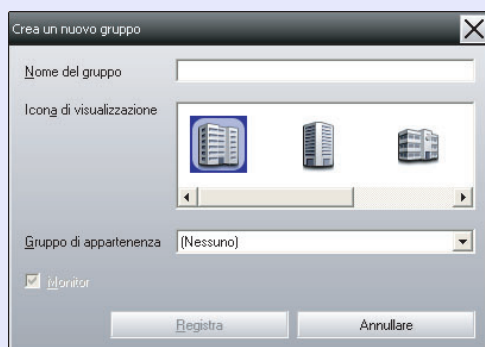 Crea un nuovo gruppo
Nome del gruppo
Icona di visualizzazione
Gruppo di appartenenza (Nessuno)
Monitor
Registra Annullare